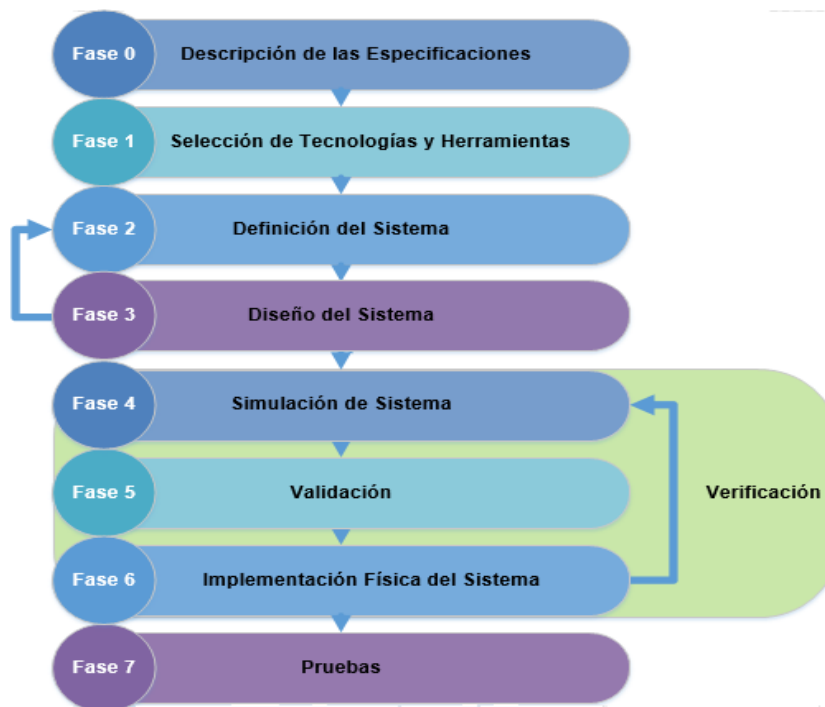 Fase 0 Descripción de las Especificaciones
Fase 1 Selección de Tecnologías y Herramientas
Fase 2 Definición del Sistema
Fase 3 Diseño del Sistema
Fase 4 Simulación de Sistema
Fase 5 Validación Verificación
Fase 6 Implementación Física del Sistema
Fase 7 Pruebas